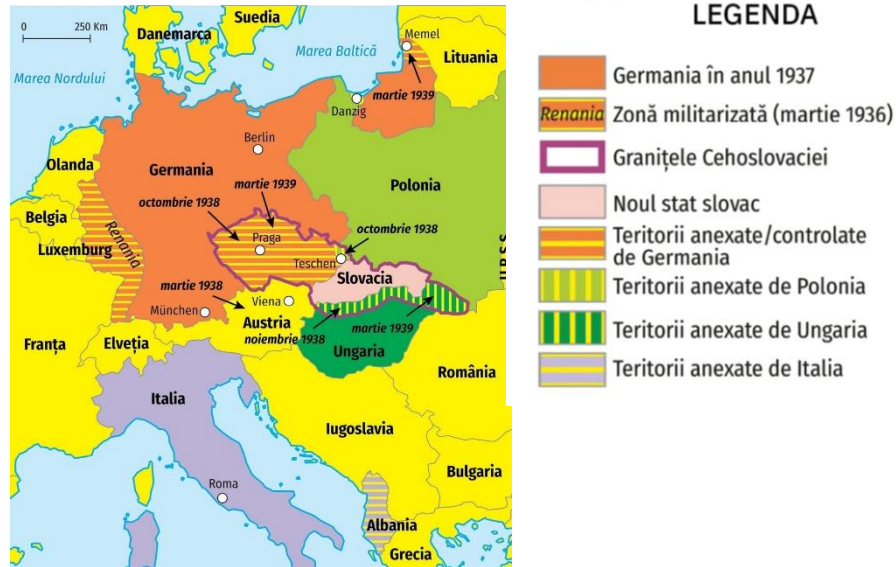 Suedia
Danemarca
0 250 Km
Memel
Marea Baltică
Lituania
Marea Nordului
martie 1939
Danzig
Berlin
Olanda
Germania
martie 1939
Polonia
octombrie 1938
Belgia
Renania
octombrie 1938
Praga
Luxemburg
Teschen
U.R.S.S.
Slovacia
martie 1938
Viena
München
Austria
martie 1939
Franța
Elveția
noiembrie 1938
Ungaria
România
Italia
Iugoslavia
Bulgaria
Roma
Albania
Grecia
LEGENDA
Germania în anul 1937
Renania Zonă militarizată (martie 1936)
Granițele Cehoslovaciei
Noul stat slovac
Teritorii anexate/controlate
de Germania
Teritorii anexate de Polonia
Teritorii anexate de Ungaria
Teritorii anexate de Italia